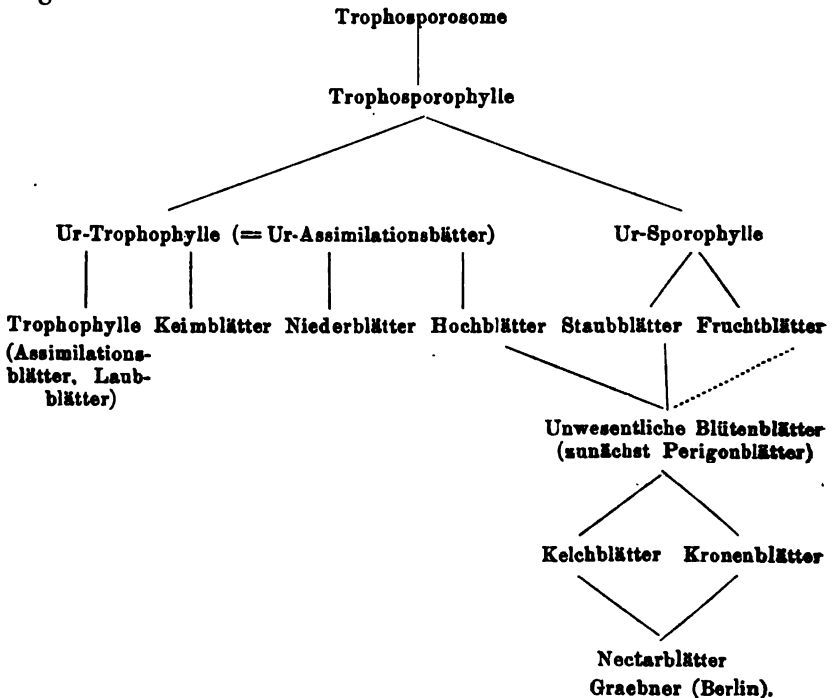 Trophosporosome
Trophosporophylle
Ur-Trophophylle (= Ur-Assimilationsbätter) Ur-Sporophylle
Trophophylle Keimblätter Niederblätter Hochblätter Staubblätter Fruchtblätter
(Assimilations-
blätter, Laub-
blätter)
Unwesentliche Blütenblätter
(zunächst Perigonblätter)
Kelchblätter Kronenblätter
Nectarblätter
Graebner (Berlin).